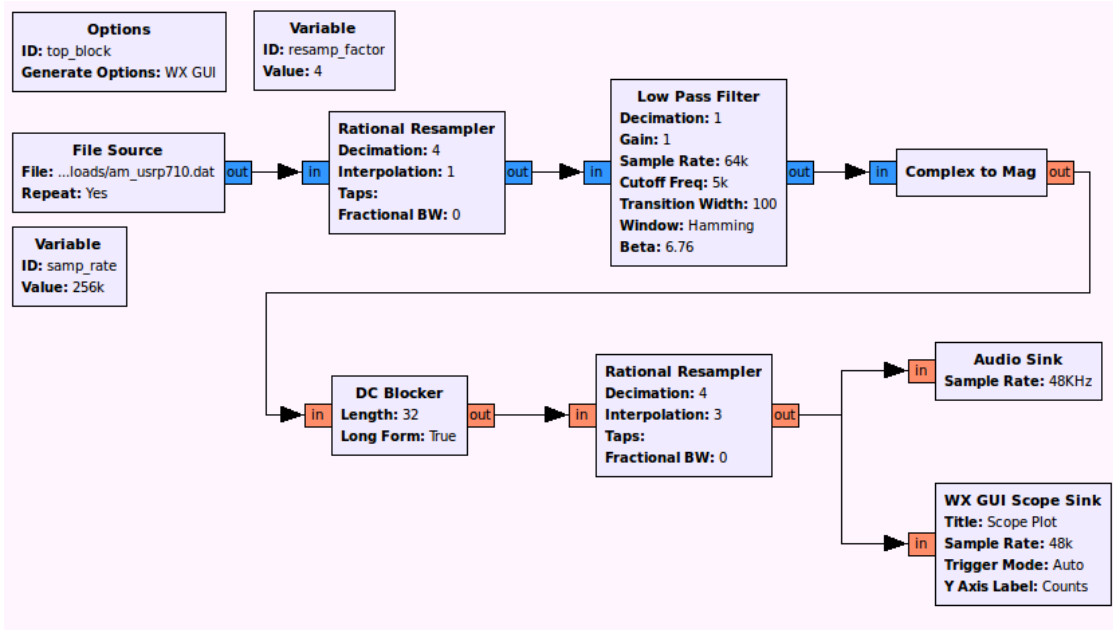 Options
ID: top_block
Generate Options: WX GUI
Variable
ID: resamp_factor
Value: 4
File Source
File: ...loads/am_usrp710.dat
Repeat: Yes
out
in
Rational Resampler
Decimation: 4
Interpolation: 1
Taps:
Fractional BW: 0
out
in
Low Pass Filter
Decimation: 1
Gain: 1
Sample Rate: 64k
Cutoff Freq: 5k
Transition Width: 100
Window: Hamming
Beta: 6.76
out
in
Complex to Mag
out
Variable
ID: samp_rate
Value: 256k
in
DC Blocker
Length: 32
Long Form: True
out
in
Rational Resampler
Decimation: 4
Interpolation: 3
Taps:
Fractional BW: 0
out
in
Audio Sink
Sample Rate: 48KHz
in
WX GUI Scope Sink
Title: Scope Plot
Sample Rate: 48k
Trigger Mode: Auto
Y Axis Label: Counts